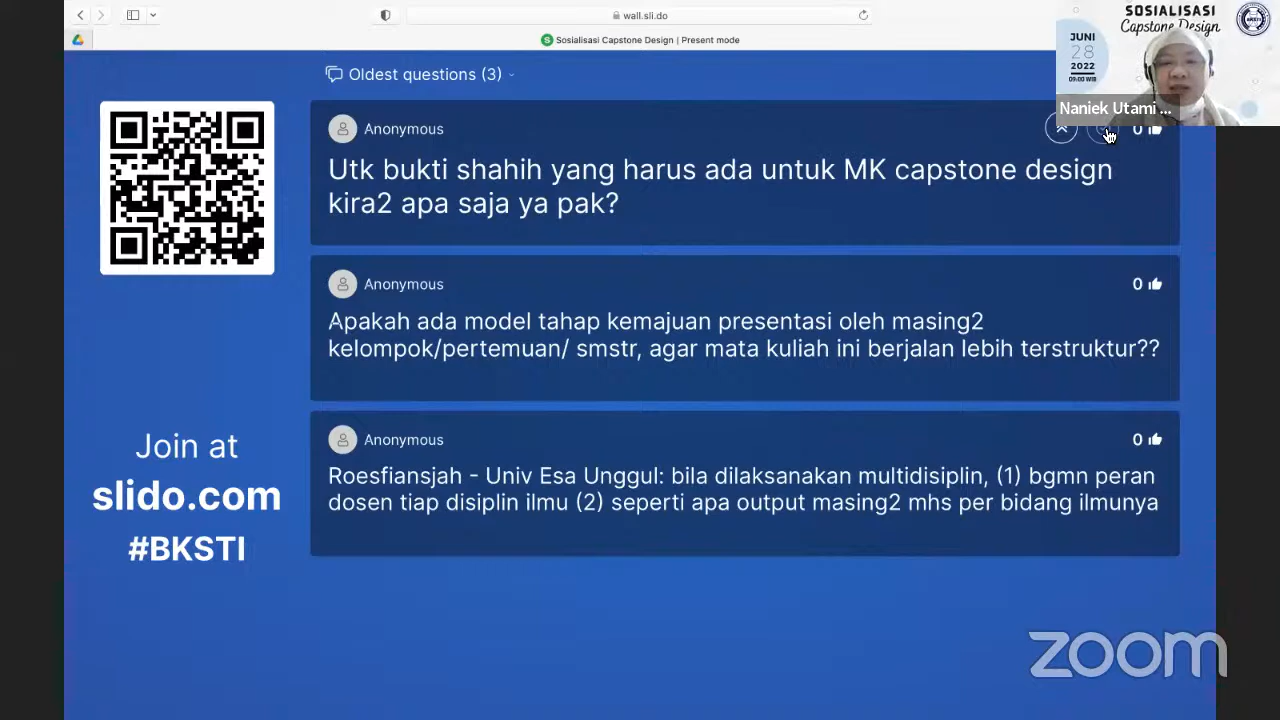 wall.sli.do
Sosialisasi Capstone Design | Present mode
SOSIALISASI
Capstone Design
JUNI
28
2022
09:00 WIB
Naniek Utami ...
Oldest questions (3)
Anonymous
0
Utk bukti shahih yang harus ada untuk MK capstone design
kira2 apa saja ya pak?
Anonymous
0
Apakah ada model tahap kemajuan presentasi oleh masing2
kelompok/pertemuan/ smstr, agar mata kuliah ini berjalan lebih terstruktur??
Anonymous
0
Roesfiansjah - Univ Esa Unggul: bila dilaksanakan multidisiplin, (1) bgmn peran
dosen tiap disiplin ilmu (2) seperti apa output masing2 mhs per bidang ilmunya
Join at
slido.com
#BKSTI
zoom